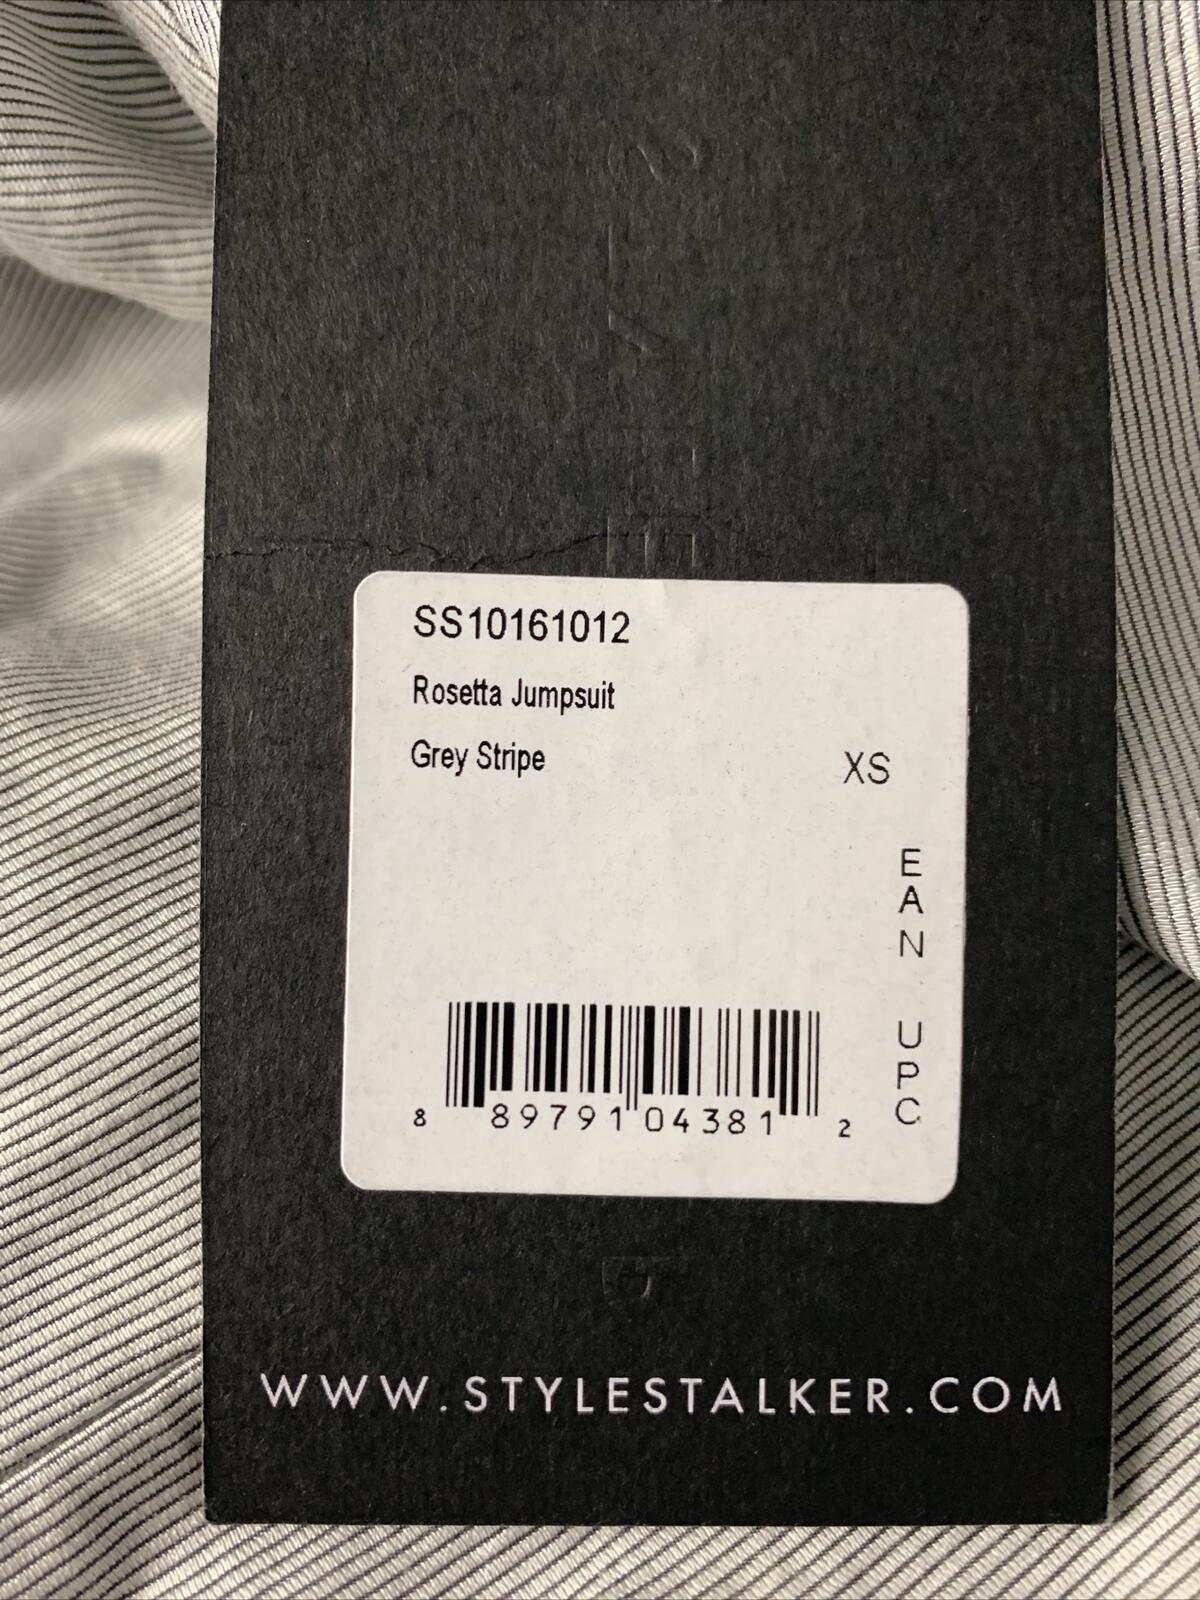 SS10161012
Rosetta Jumpsuit
Grey Stripe
XS
EAN UPC
8 89791 04381 2
WWW.STYLESTALKER.COM